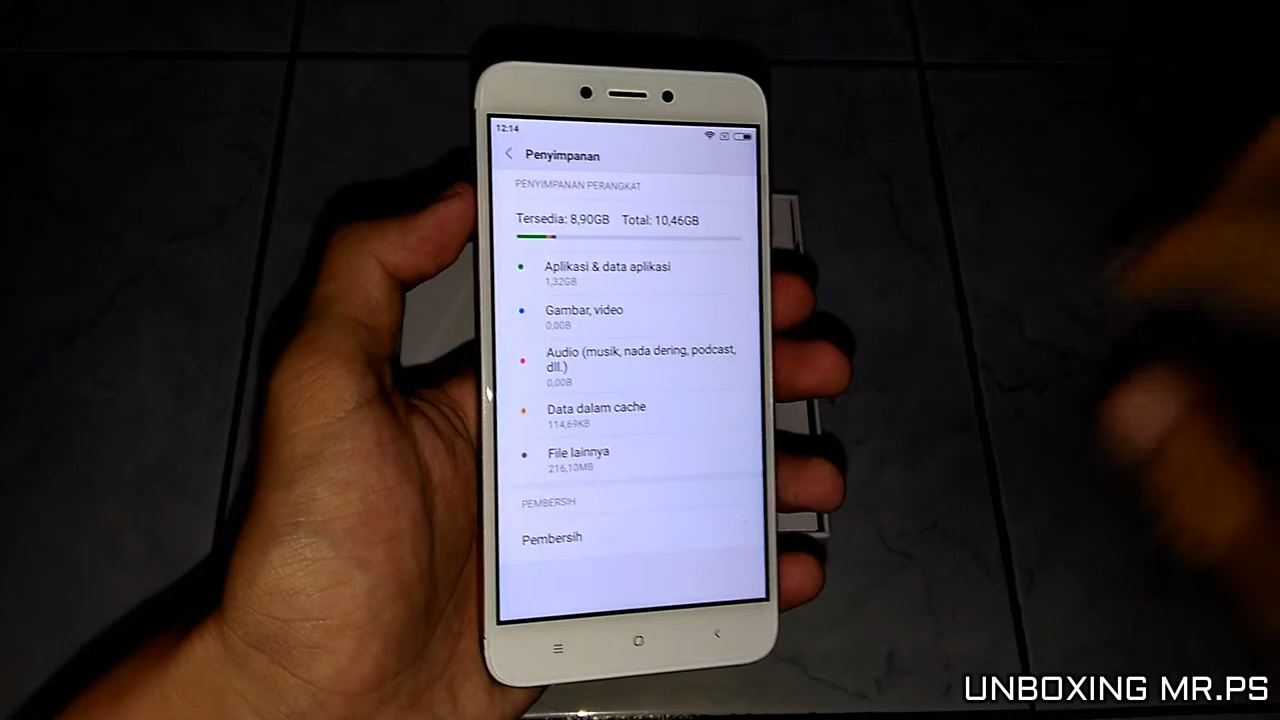 12:14
Penyimpanan
PENYIMPANAN PERANGKAT
Tersedia: 8,90GB Total: 10,46GB
Aplikasi & data aplikasi
1,32GB
Gambar, video
0,00B
Audio (musik, nada dering, podcast,
dll.)
0,00B
Data dalam cache
114,69KB
File lainnya
216,10MB
PEMBERSIH
Pembersih
UNBOXING MR.PS